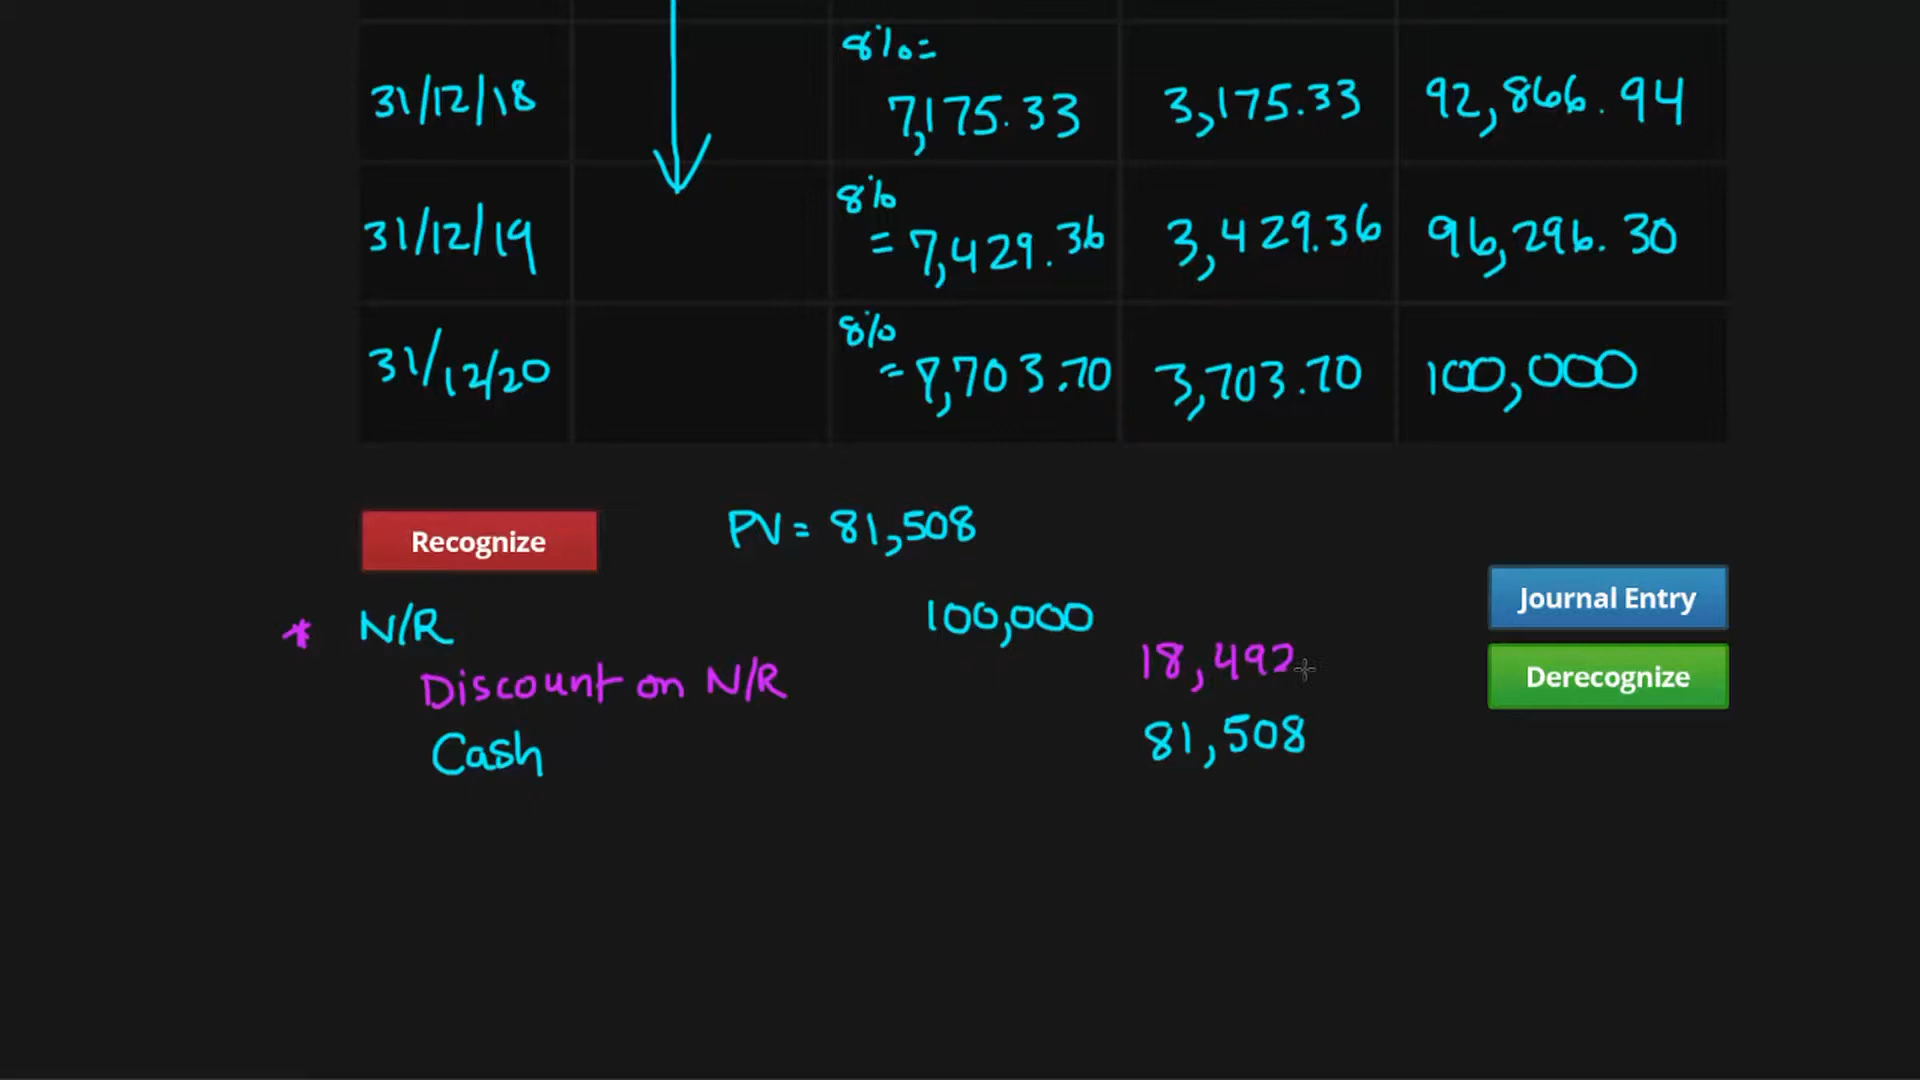 8%=
31/12/18 7,175.33 3,175.33 92,866.94
8%
31/12/19 = 7,429.36 3,429.36 96,296.30
8%
31/12/20 = 7,703.70 3,703.70 100,000
Recognize PV = 81,508
Journal Entry
* N/R 100,000
Discount on N/R 18,492
Derecognize
Cash 81,508